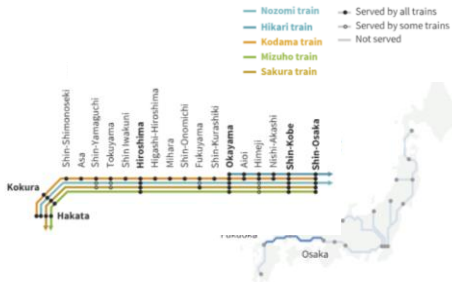 Nozomi train
Hikari train
Kodama train
Mizuho train
Sakura train
Served by all trains
Served by some trains
Not served
Shin-Shimonoseki
Asa
Shin-Yamaguchi
Tokuyama
Shin Iwakuni
Hiroshima
Higashi-Hiroshima
Mihara
Shin-Onomichi
Fukuyama
Shin-Kurashiki
Okayama
Aioi
Himeji
Nishi-Akashi
Shin-Kobe
Shin-Osaka
Kokura
Hakata
Osaka